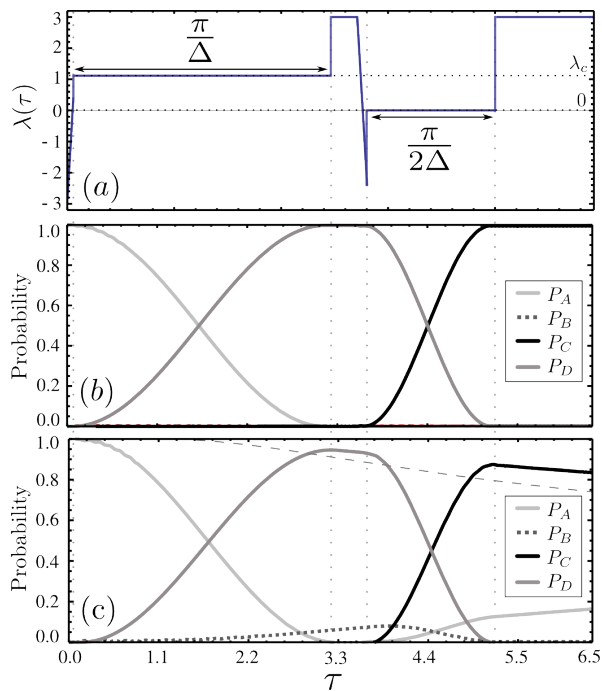 3
2
1
0
-1
-2
-3
λ(τ)
π
Δ
λc
0
π
2Δ
(a)
1.0
0.8
0.6
0.4
0.2
0.0
Probability
P_A
P_B
P_C
P_D
(b)
1.0
0.8
0.6
0.4
0.2
0.0
Probability
P_A
P_B
P_C
P_D
(c)
0.0 1.1 2.2 3.3 4.4 5.5 6.5
τ